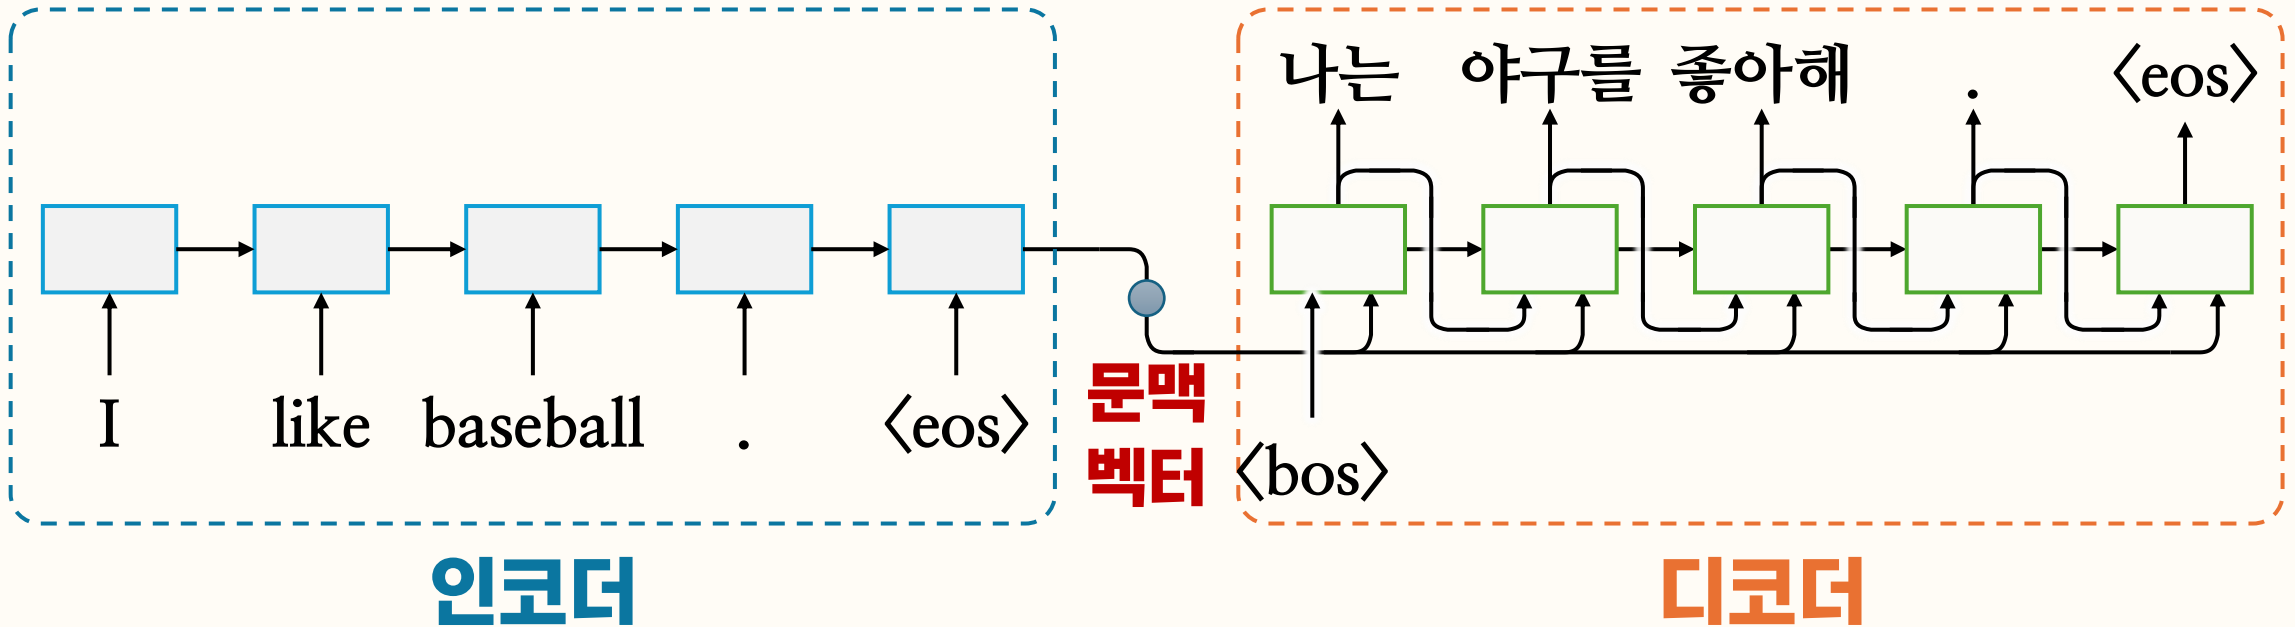 나는 야구를 좋아해 . 〈eos〉
I like baseball . 〈eos〉
문맥
벡터
〈bos〉
인코더
디코더